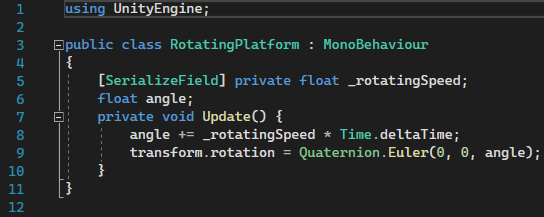 1 using UnityEngine;
2
3 public class RotatingPlatform : MonoBehaviour
4 {
5 [SerializeField] private float _rotatingSpeed;
6 float angle;
7 private void Update() {
8 angle += _rotatingSpeed * Time.deltaTime;
9 transform.rotation = Quaternion.Euler(0, 0, angle);
10 }
11 }
12